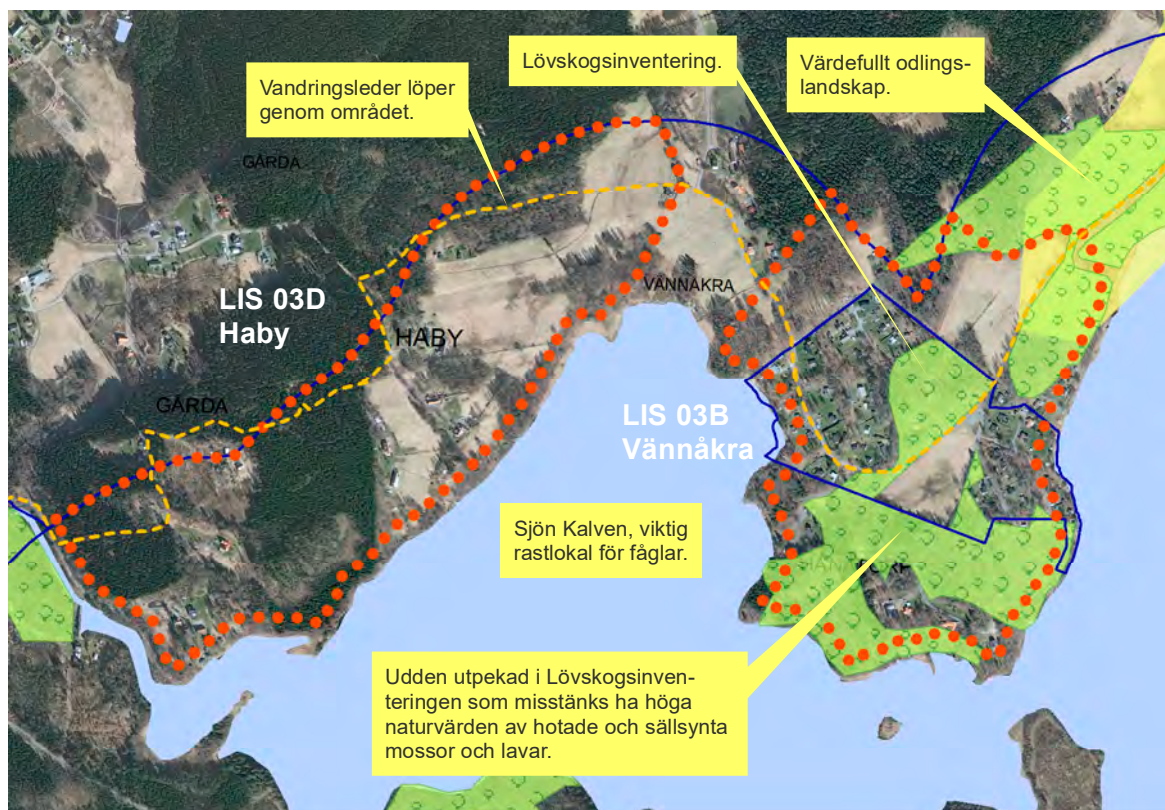 Lövskogsinventering.
Värdefullt odlings-
landskap.
Vandringsleder löper
genom området.
GÅRDA
VÄNNÅKRA
LIS 03D
Haby
HABY
GÅRDA
LIS 03B
Vännåkra
Sjön Kalven, viktig
rastlokal för fåglar.
Udden utpekad i Lövskogsinven-
teringen som misstänks ha höga
naturvärden av hotade och sällsynta
mossor och lavar.